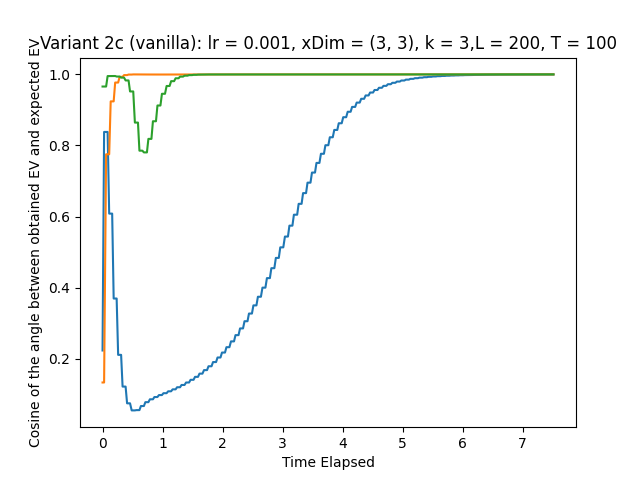 Variant 2c (vanilla): lr = 0.001, xDim = (3, 3), k = 3,L = 200, T = 100
Cosine of the angle between obtained EV and expected EV
1.0
0.8
0.6
0.4
0.2
0 1 2 3 4 5 6 7
Time Elapsed